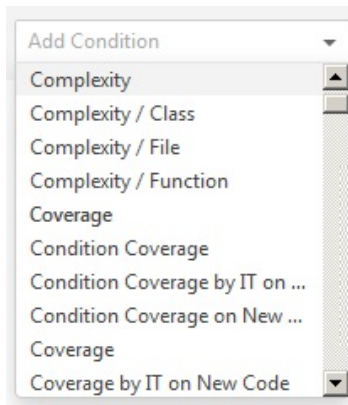 Add Condition
Complexity
Complexity / Class
Complexity / File
Complexity / Function
Coverage
Condition Coverage
Condition Coverage by IT on ...
Condition Coverage on New ...
Coverage
Coverage by IT on New Code